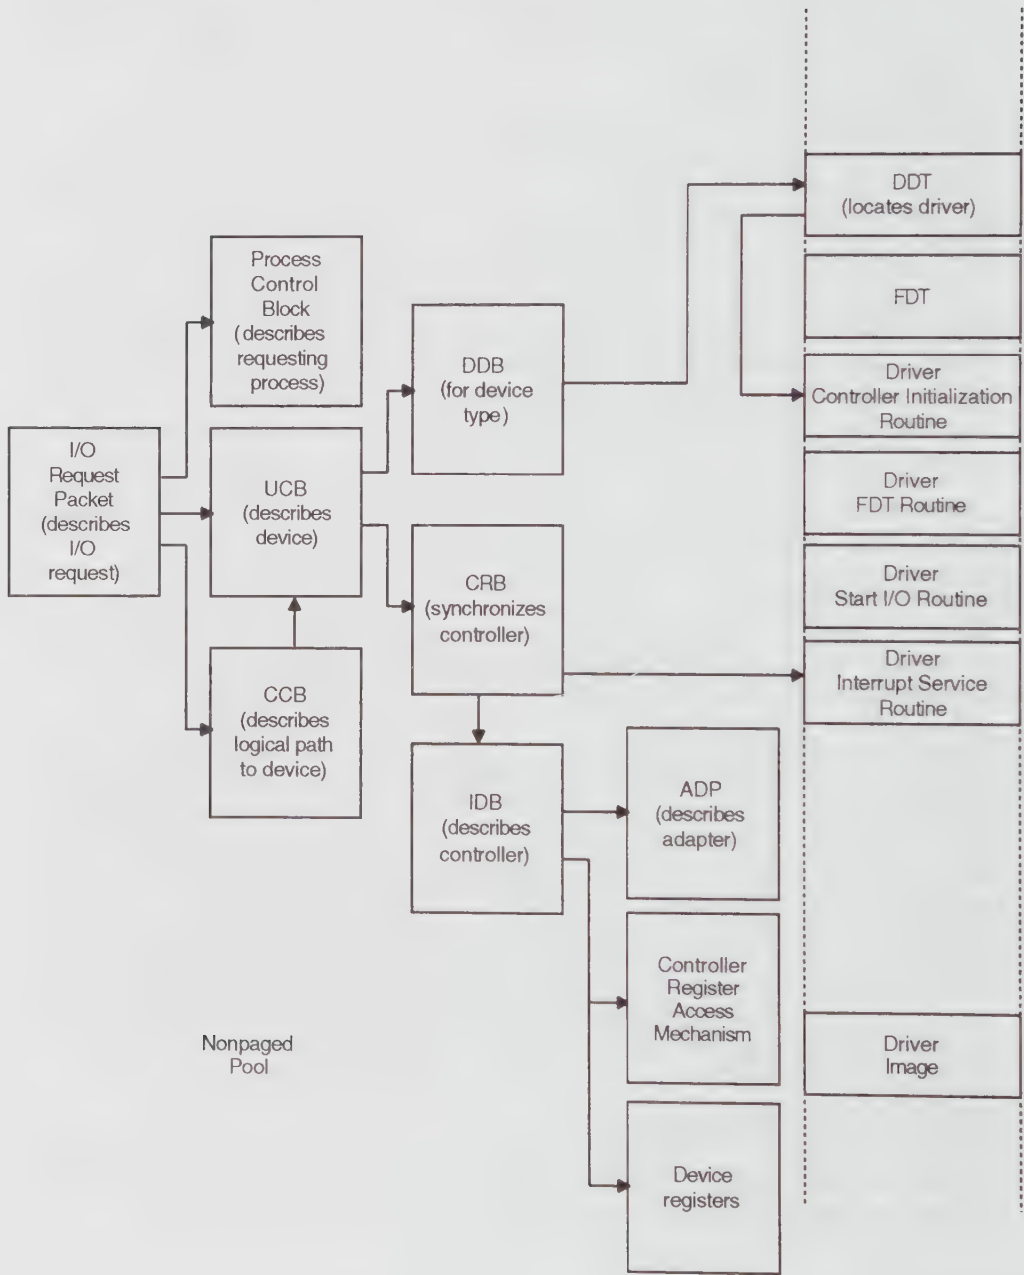 DDT
(locates driver)
FDT
Driver
Controller Initialization
Routine
Driver
FDT Routine
Driver
Start I/O Routine
Driver
Interrupt Service
Routine
Driver
Image
Process
Control
Block
(describes
requesting
process)
DDB
(for device
type)
I/O
Request
Packet
(describes
I/O
request)
UCB
(describes
device)
CRB
(synchronizes
controller)
CCB
(describes
logical path
to device)
IDB
(describes
controller)
ADP
(describes
adapter)
Controller
Register
Access
Mechanism
Device
registers
Nonpaged
Pool